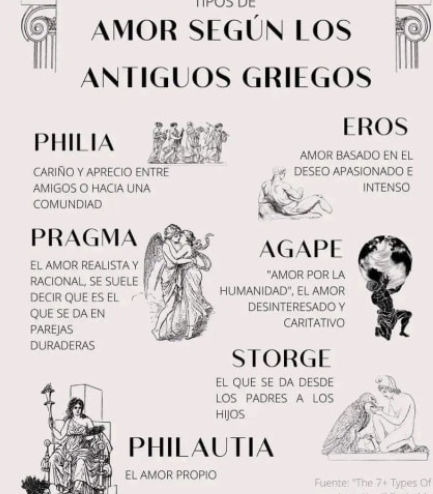 TIPOS DE
AMOR SEGÚN LOS
ANTIGUOS GRIEGOS
PHILIA
CARIÑO Y APRECIO ENTRE
AMIGOS O HACIA UNA
COMUNDIAD
EROS
AMOR BASADO EN EL
DESEO APASIONADO E
INTENSO
PRAGMA
EL AMOR REALISTA Y
RACIONAL, SE SUELE
DECIR QUE ES EL
QUE SE DA EN
PAREJAS
DURADERAS
AGAPE
"AMOR POR LA
HUMANIDAD", EL AMOR
DESINTERESADO Y
CARITATIVO
STORGE
EL QUE SE DA DESDE
LOS PADRES A LOS
HIJOS
PHILAUTIA
EL AMOR PROPIO
Fuente: "The 7+ Types Of